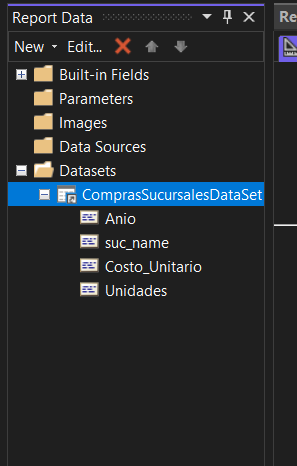 Report Data
Re
New Edit...
Built-in Fields
Parameters
Images
Data Sources
Datasets
ComprasSucursalesDataSet
Anio
suc_name
Costo_Unitario
Unidades